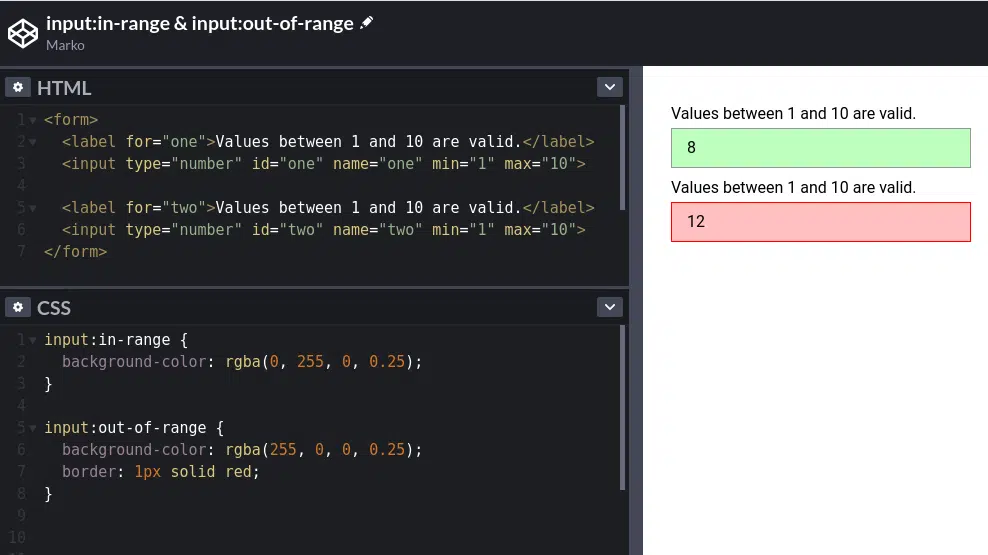 input:in-range & input:out-of-range
Marko
HTML
1 <form>
2 <label for="one">Values between 1 and 10 are valid.</label>
3 <input type="number" id="one" name="one" min="1" max="10">
4
5 <label for="two">Values between 1 and 10 are valid.</label>
6 <input type="number" id="two" name="two" min="1" max="10">
7 </form>
CSS
1 input:in-range {
2 background-color: rgba(0, 255, 0, 0.25);
3 }
4
5 input:out-of-range {
6 background-color: rgba(255, 0, 0, 0.25);
7 border: 1px solid red;
8 }
9
10
Values between 1 and 10 are valid.
8
Values between 1 and 10 are valid.
12